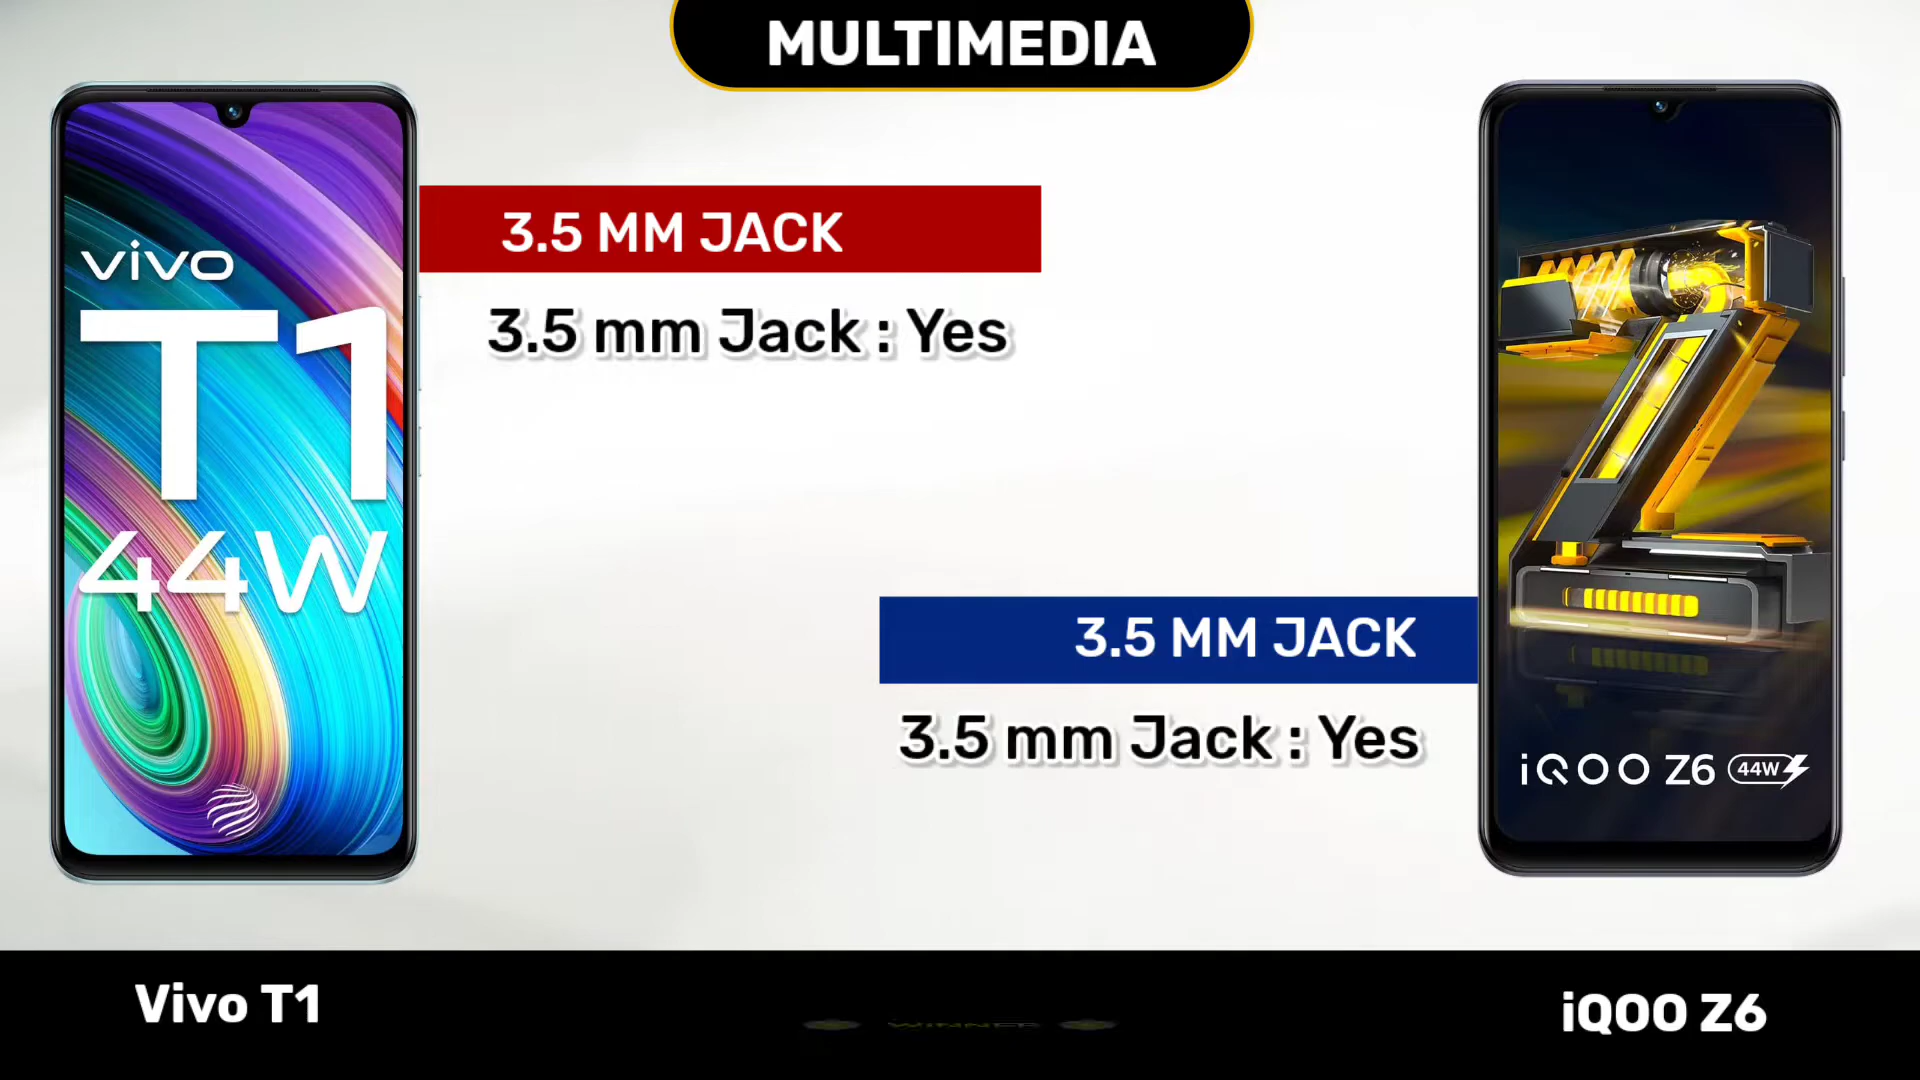 MULTIMEDIA
vivo
T1
44W
3.5 MM JACK
3.5 mm Jack : Yes
3.5 MM JACK
3.5 mm Jack : Yes
iQOO Z6 44W
Vivo T1
WINNER
iQOO Z6